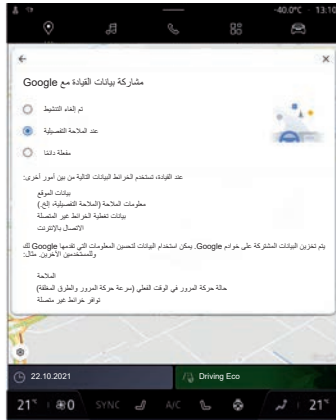 -40.0°C 13:10
مشاركة بيانات القيادة مع Google
تم إلغاء التنشيط
عند الملاحة التفصيلية
مفعلة دائمًا
عند القيادة، تستخدم الخرائط البيانات التالية من بين أمور أخرى:
بيانات الموقع
معلومات الملاحة (الملاحة التفصيلية، إلخ.)
بيانات تغطية الخرائط غير المتصلة
الاتصال بالإنترنت
يتم تخزين البيانات المشتركة على خوادم Google. يمكن استخدام البيانات لتحسين المعلومات التي تقدمها Google لك
وللمستخدمين الآخرين. مثال:
الملاحة
حالة حركة المرور في الوقت الفعلي (سرعة حركة المرور والطرق المغلقة)
توافر خرائط غير متصلة
22.10.2021 Driving Eco
21° 0 SYNC A/C 21°